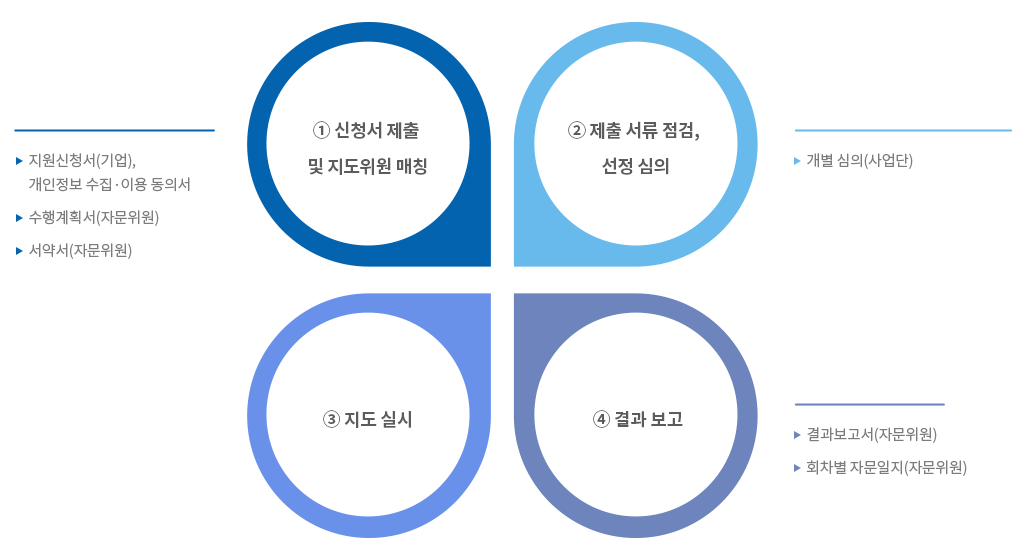 ① 신청서 제출
및 지도위원 매칭
▶ 지원신청서(기업),
개인정보 수집·이용 동의서
▶ 수행계획서(자문위원)
▶ 서약서(자문위원)
② 제출 서류 점검,
선정 심의
▶ 개별 심의(사업단)
③ 지도 실시
④ 결과 보고
▶ 결과보고서(자문위원)
▶ 회차별 자문일지(자문위원)